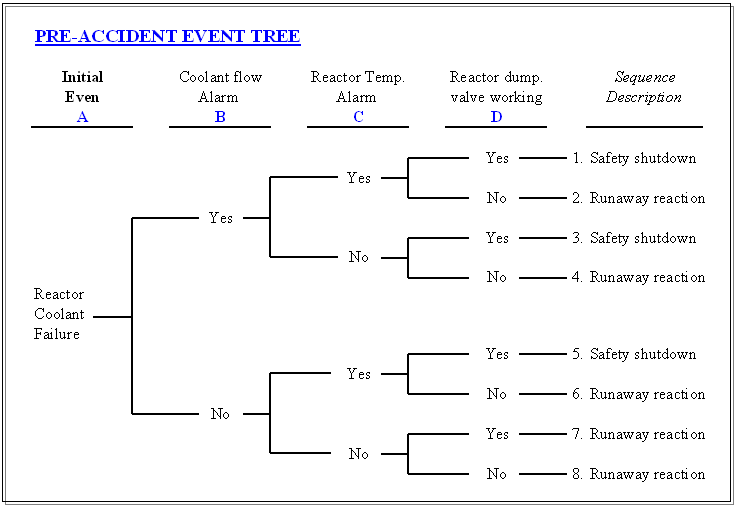 PRE-ACCIDENT EVENT TREE
Initial
Even
A
Coolant flow
Alarm
B
Reactor Temp.
Alarm
C
Reactor dump.
valve working
D
Sequence
Description
Reactor
Coolant
Failure
Yes
No
Yes
No
Yes
No
Yes 1. Safety shutdown
No 2. Runaway reaction
Yes 3. Safety shutdown
No 4. Runaway reaction
Yes 5. Safety shutdown
No 6. Runaway reaction
Yes 7. Runaway reaction
No 8. Runaway reaction